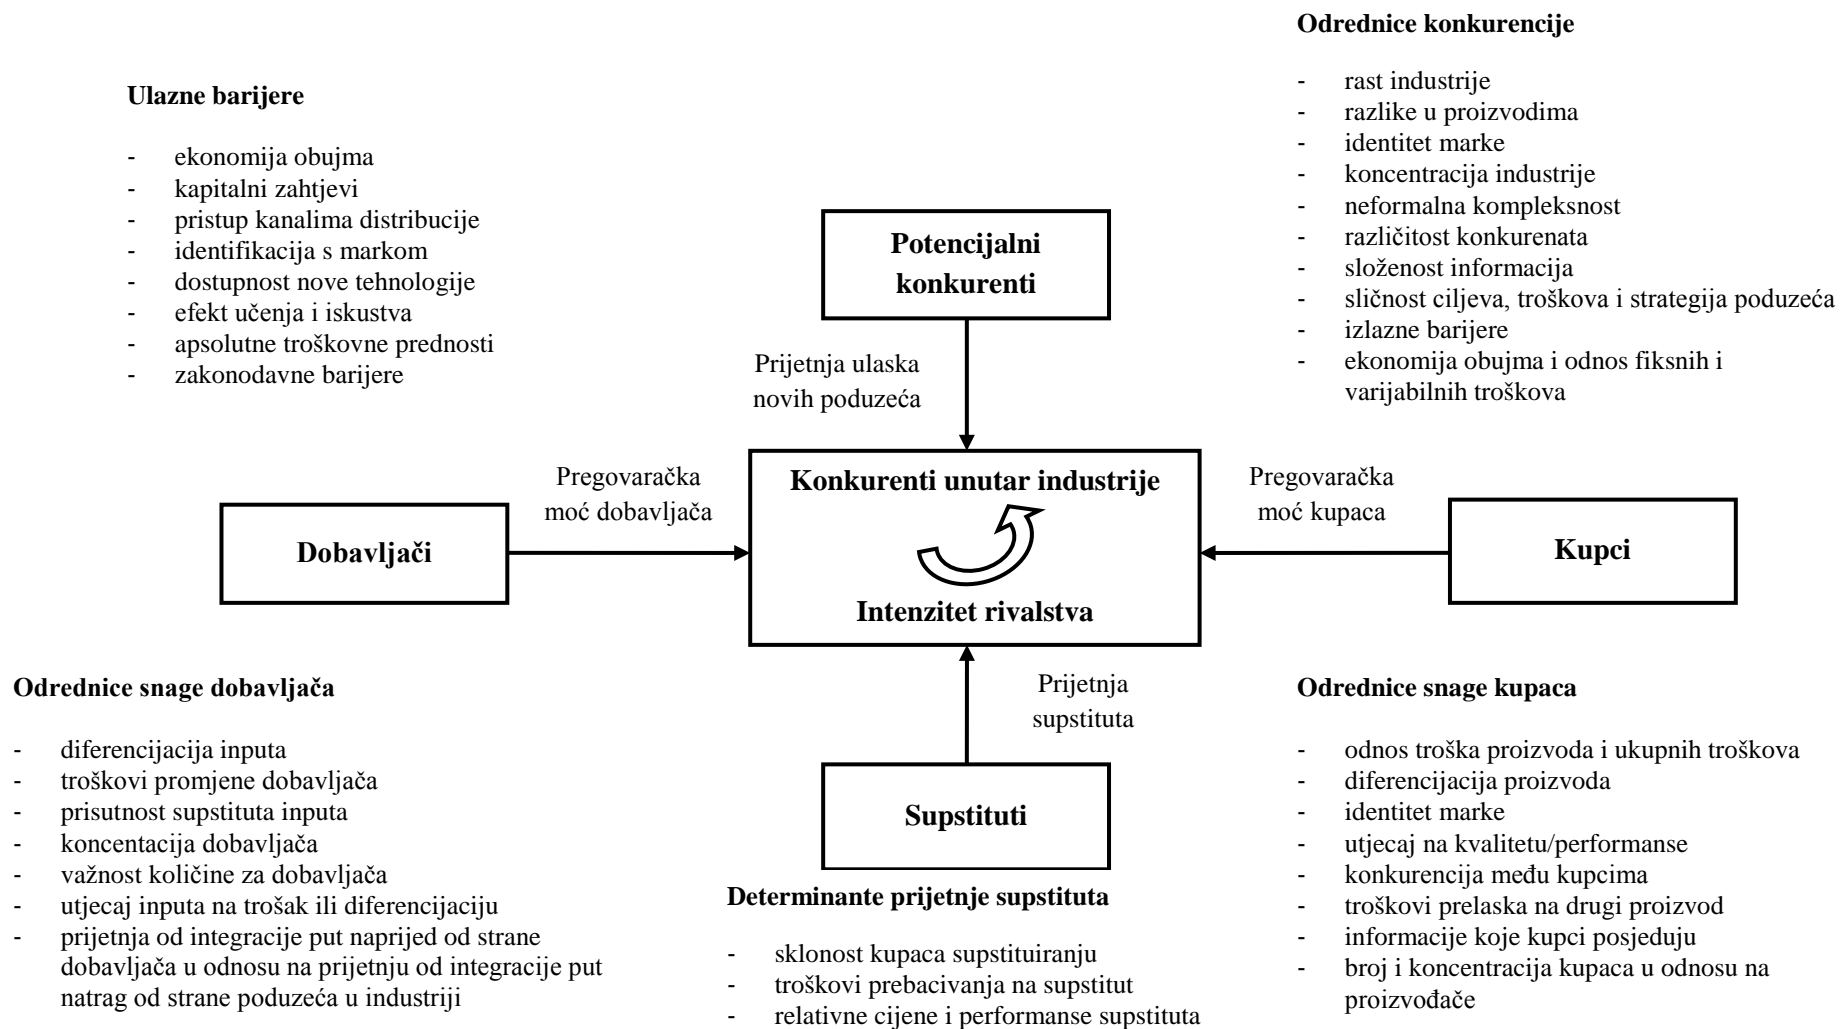 Odrednice konkurencije
- rast industrije
- razlike u proizvodima
- identitet marke
- koncentracija industrije
- neformalna kompleksnost
- različitost konkurenata
- složenost informacija
- sličnost ciljeva, troškova i strategija poduzeća
- izlazne barijere
- ekonomija obujma i odnos fiksnih i
varijabilnih troškova
Ulazne barijere
- ekonomija obujma
- kapitalni zahtjevi
- pristup kanalima distribucije
- identifikacija s markom
- dostupnost nove tehnologije
- efekt učenja i iskustva
- apsolutne troškovne prednosti
- zakonodavne barijere
Potencijalni
konkurenti
Prijetnja ulaska
novih poduzeća
Dobavljači
Pregovaračka
moć dobavljača
Konkurenti unutar industrije
Intenzitet rivalstva
Pregovaračka
moć kupaca
Kupci
Prijetnja
supstituta
Supstituti
Odrednice snage dobavljača
- diferencijacija inputa
- troškovi promjene dobavljača
- prisutnost supstituta inputa
- koncentacija dobavljača
- važnost količine za dobavljača
- utjecaj inputa na trošak ili diferencijaciju
- prijetnja od integracije put naprijed od strane
dobavljača u odnosu na prijetnju od integracije put
natrag od strane poduzeća u industriji
Determinante prijetnje supstituta
- sklonost kupaca supstituiranju
- troškovi prebacivanja na supstitut
- relativne cijene i performanse supstituta
Odrednice snage kupaca
- odnos troška proizvoda i ukupnih troškova
- diferencijacija proizvoda
- identitet marke
- utjecaj na kvalitetu/performanse
- konkurencija među kupcima
- troškovi prelaska na drugi proizvod
- informacije koje kupci posjeduju
- broj i koncentracija kupaca u odnosu na
proizvođače